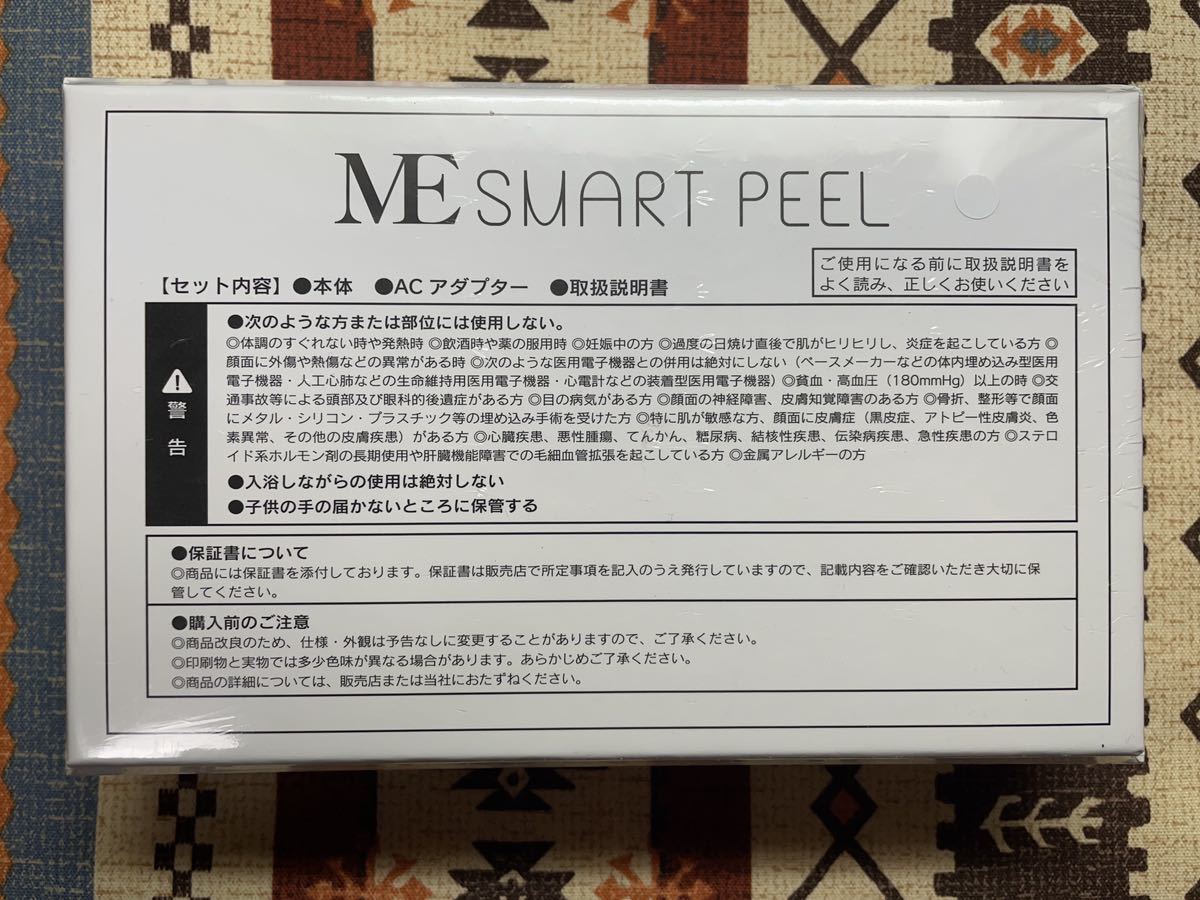 ME SMART PEEL
【セット内容】●本体 ●AC アダプター ●取扱説明書
ご使用になる前に取扱説明書を
よく読み、正しくお使いください
警告
●次のような方または部位には使用しない。
◎体調のすぐれない時や発熱時 ◎飲酒時や薬の服用時 ◎妊娠中の方 ◎過度の日焼け直後で肌がヒリヒリし、炎症を起こしている方 ◎
顔面に外傷や熱傷などの異常がある時 ◎次のような医用電子機器との併用は絶対にしない（ペースメーカーなどの体内埋め込み型医用
電子機器・人工心肺などの生命維持用医用電子機器・心電計などの装着型医用電子機器）◎貧血・高血圧（180mmHg）以上の時 ◎交
通事故等による頭部及び眼科的後遺症がある方 ◎目の病気がある方 ◎顔面の神経障害、皮膚知覚障害のある方 ◎骨折、整形等で顔面
にメタル・シリコン・プラスチック等の埋め込み手術を受けた方 ◎特に肌が敏感な方、顔面に皮膚症（黒皮症、アトピー性皮膚炎、色
素異常、その他の皮膚疾患）がある方 ◎心臓疾患、悪性腫瘍、てんかん、糖尿病、結核性疾患、伝染病疾患、急性疾患の方 ◎ステロ
イド系ホルモン剤の長期使用や肝臓機能障害での毛細血管拡張を起こしている方 ◎金属アレルギーの方
●入浴しながらの使用は絶対しない
●子供の手の届かないところに保管する
●保証書について
◎商品には保証書を添付しております。保証書は販売店で所定事項を記入のうえ発行していますので、記載内容をご確認いただき大切に保
管してください。
●購入前のご注意
◎商品改良のため、仕様・外観は予告なしに変更することがありますので、ご了承ください。
◎印刷物と実物では多少色味が異なる場合があります。あらかじめご了承ください。
◎商品の詳細については、販売店または当社におたずねください。